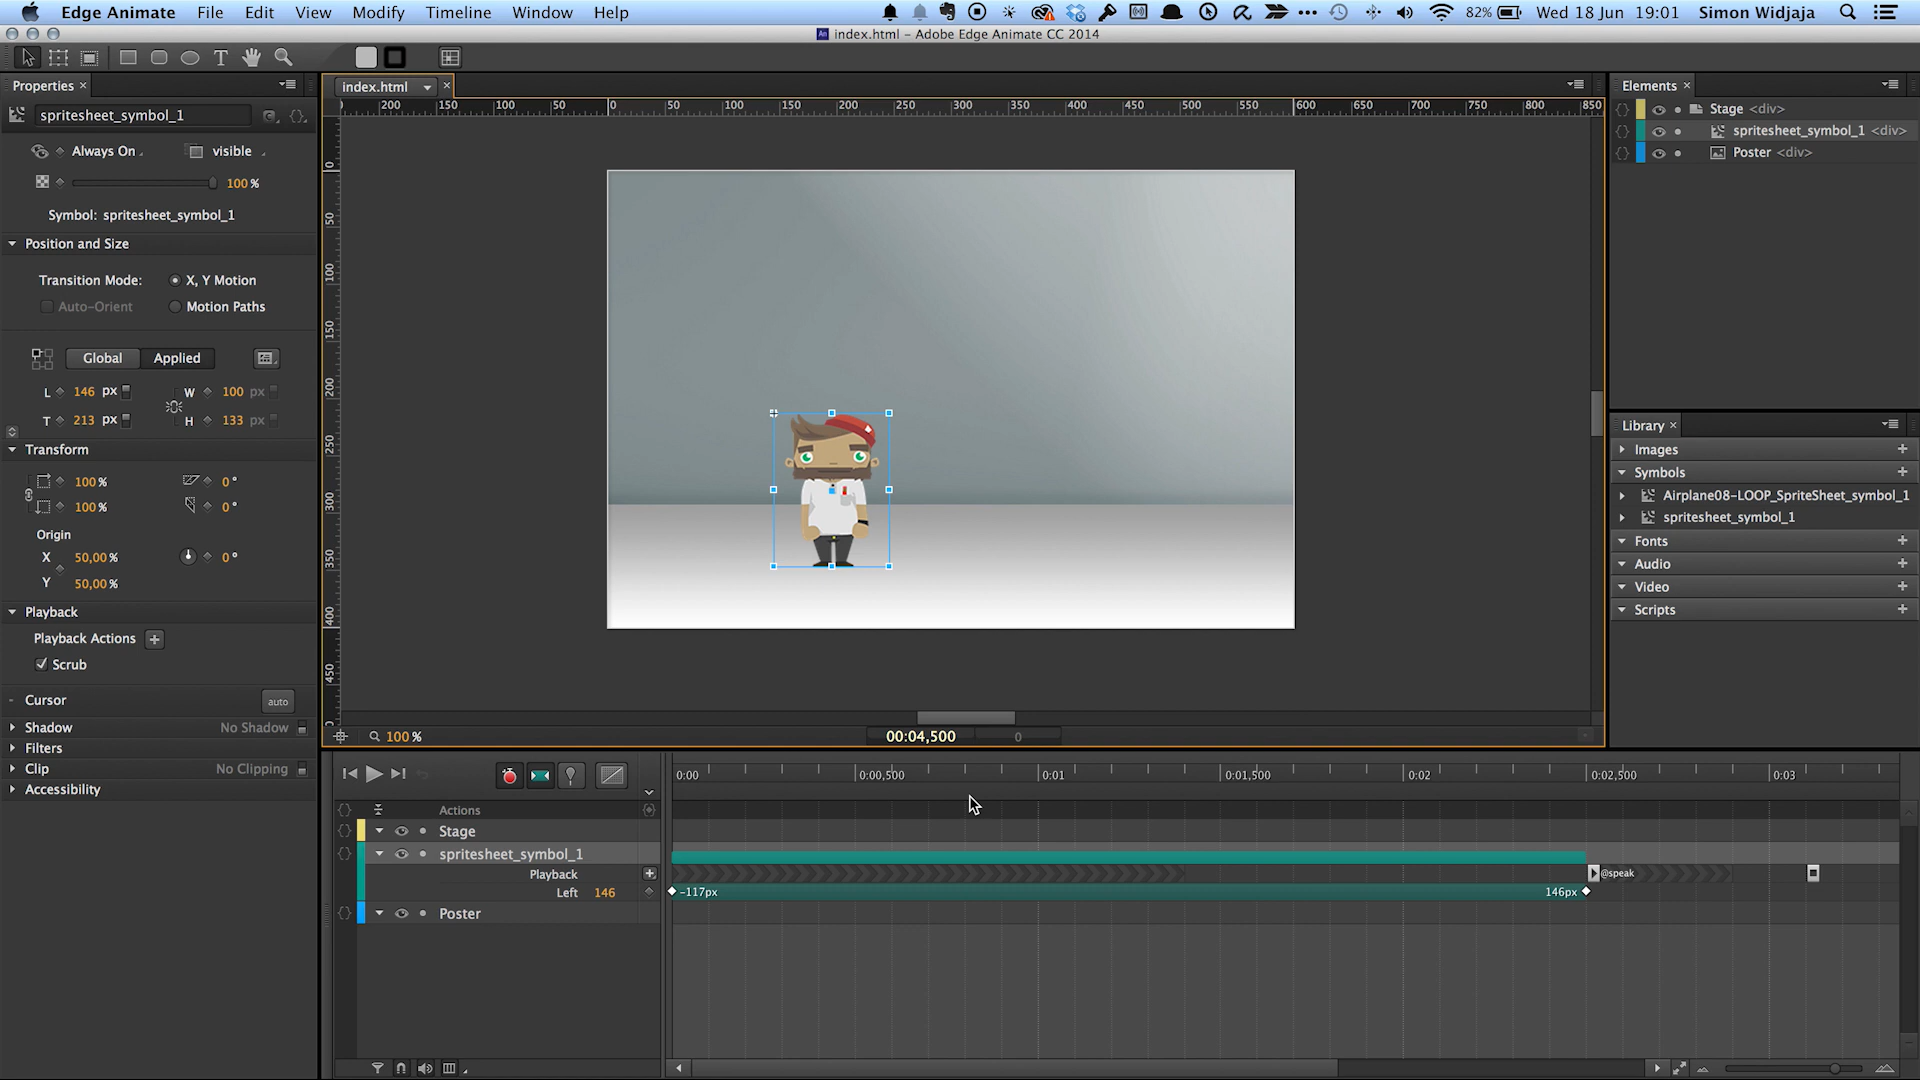 Edge Animate File Edit View Modify Timeline Window Help 82% Wed 18 Jun 19:01 Simon Widjaja
index.html – Adobe Edge Animate CC 2014
T
Properties × index.html × Elements ×
200 150 100 50 0 50 100 150 200 250 300 350 400 450 500 550 600 650 700 750 800 850
Stage <div>
spritesheet_symbol_1
spritesheet_symbol_1 <div>
Always On visible
Poster <div>
100 %
Symbol: spritesheet_symbol_1
Position and Size
Transition Mode: X, Y Motion
Auto-Orient Motion Paths
Global Applied
L 146 px W 100 px
T 213 px H 133 px
Transform
100 % 0 °
100 % 0 °
Origin
X 50,00 % 0 °
Y 50,00 %
Playback
Playback Actions +
Scrub
Cursor auto
Shadow No Shadow
Filters
Clip No Clipping
Accessibility
0
50
100
150
200
250
300
350
400
450
Library ×
Images +
Symbols +
Airplane08-LOOP_SpriteSheet_symbol_1
spritesheet_symbol_1
Fonts +
Audio +
Video +
Scripts +
100 % 00:04,500 0
0:00 0:00,500 0:01 0:01,500 0:02 0:02,500 0:03
Actions
Stage
spritesheet_symbol_1
Playback + @speak
Left 146 -117px 146px
Poster